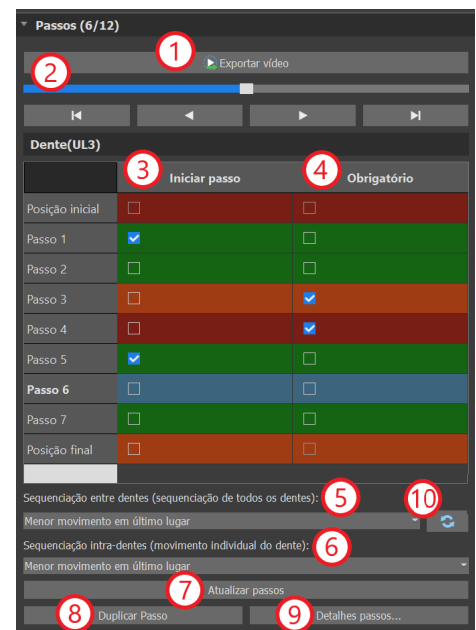 Passos (6/12)
1
Exportar vídeo
2
Dente(UL3)
3
4
Iniciar passo
Obrigatório
Posição inicial
Passo 1
Passo 2
Passo 3
Passo 4
Passo 5
Passo 6
Passo 7
Posição final
Sequenciação entre dentes (sequenciação de todos os dentes):
5
10
Menor movimento em último lugar
Sequenciação intra-dentes (movimento individual do dente):
6
Menor movimento em último lugar
7
Atualizar passos
8
Duplicar Passo
9
Detalhes passos...